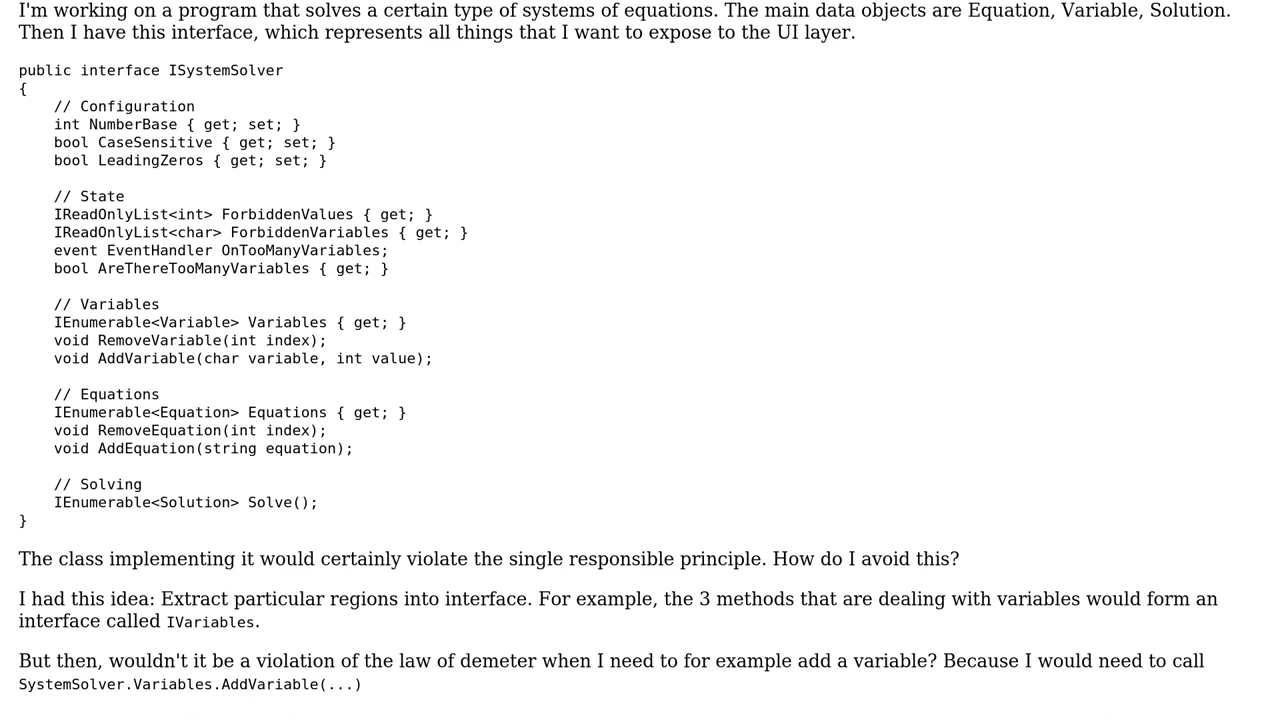 I'm working on a program that solves a certain type of systems of equations. The main data objects are Equation, Variable, Solution.
Then I have this interface, which represents all things that I want to expose to the UI layer.
public interface ISystemSolver
{
    // Configuration
    int NumberBase { get; set; }
    bool CaseSensitive { get; set; }
    bool LeadingZeros { get; set; }

    // State
    IReadOnlyList<int> ForbiddenValues { get; }
    IReadOnlyList<char> ForbiddenVariables { get; }
    event EventHandler OnTooManyVariables;
    bool AreThereTooManyVariables { get; }

    // Variables
    IEnumerable<Variable> Variables { get; }
    void RemoveVariable(int index);
    void AddVariable(char variable, int value);

    // Equations
    IEnumerable<Equation> Equations { get; }
    void RemoveEquation(int index);
    void AddEquation(string equation);

    // Solving
    IEnumerable<Solution> Solve();
}
The class implementing it would certainly violate the single responsible principle. How do I avoid this?
I had this idea: Extract particular regions into interface. For example, the 3 methods that are dealing with variables would form an
interface called IVariables.
But then, wouldn't it be a violation of the law of demeter when I need to for example add a variable? Because I would need to call
SystemSolver.Variables.AddVariable(...)